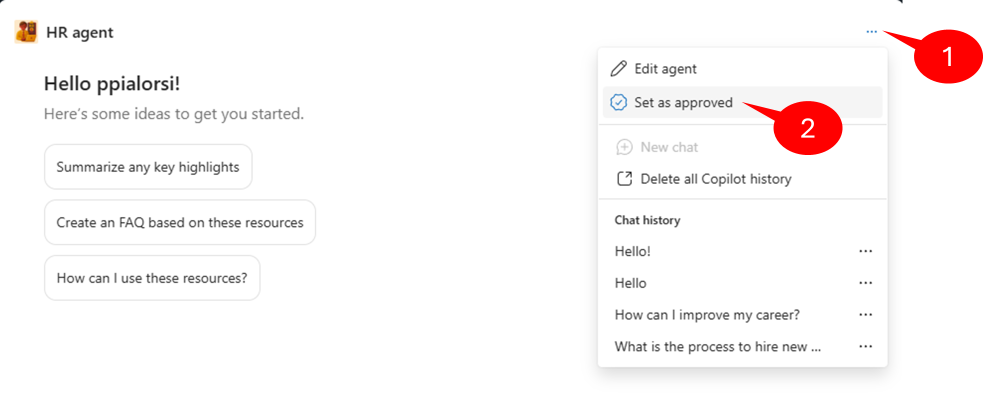 HR agent
...
1
Hello ppialorsi!
Here's some ideas to get you started.
Summarize any key highlights
Create an FAQ based on these resources
How can I use these resources?
Edit agent
Set as approved
2
New chat
Delete all Copilot history
Chat history
Hello!
Hello
How can I improve my career?
What is the process to hire new ...